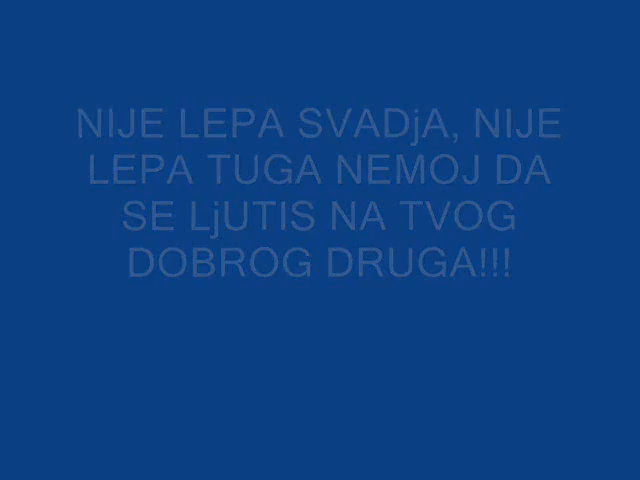 NIJE LEPA SVADjA, NIJE
LEPA TUGA NEMOJ DA
SE LjUTIS NA TVOG
DOBROG DRUGA!!!